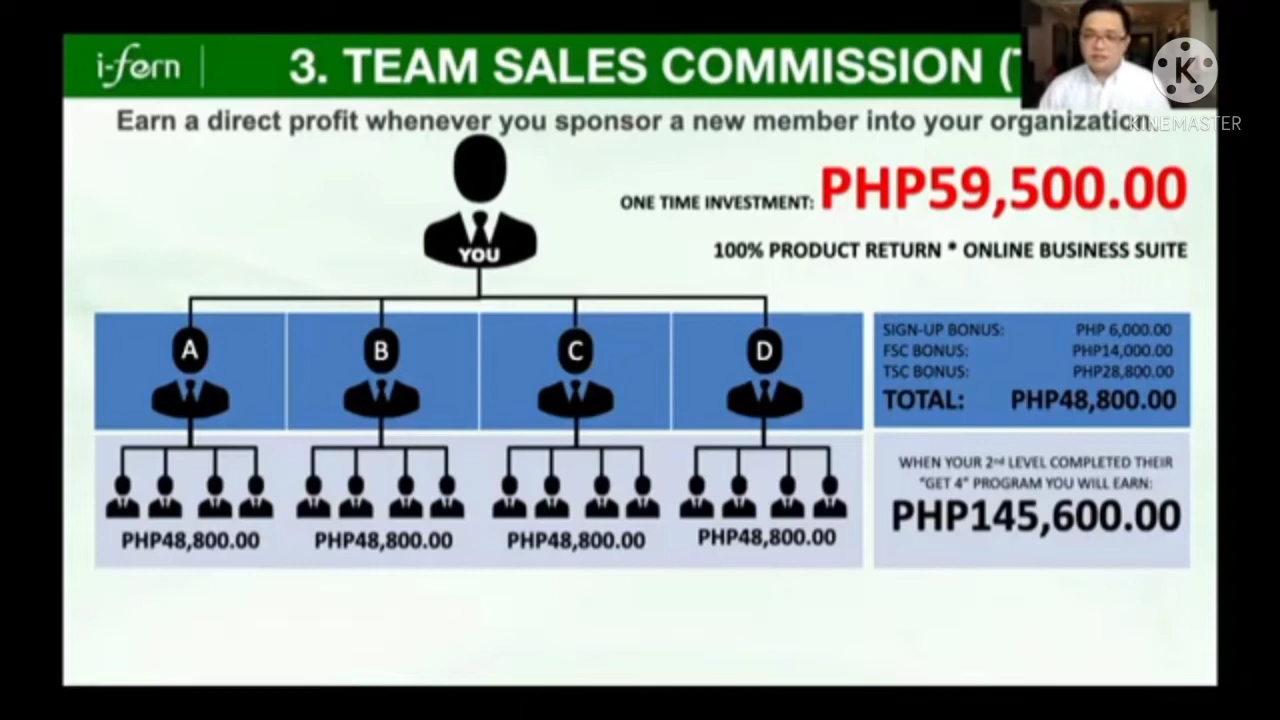 i-fern
3. TEAM SALES COMMISSION (
Earn a direct profit whenever you sponsor a new member into your organization
K
KINEMASTER
ONE TIME INVESTMENT: PHP59,500.00
100% PRODUCT RETURN * ONLINE BUSINESS SUITE
YOU
A B C D
SIGN-UP BONUS: PHP 6,000.00
FSC BONUS: PHP14,000.00
TSC BONUS: PHP28,800.00
TOTAL: PHP48,800.00
PHP48,800.00 PHP48,800.00 PHP48,800.00 PHP48,800.00
WHEN YOUR 2nd LEVEL COMPLETED THEIR
"GET 4" PROGRAM YOU WILL EARN:
PHP145,600.00